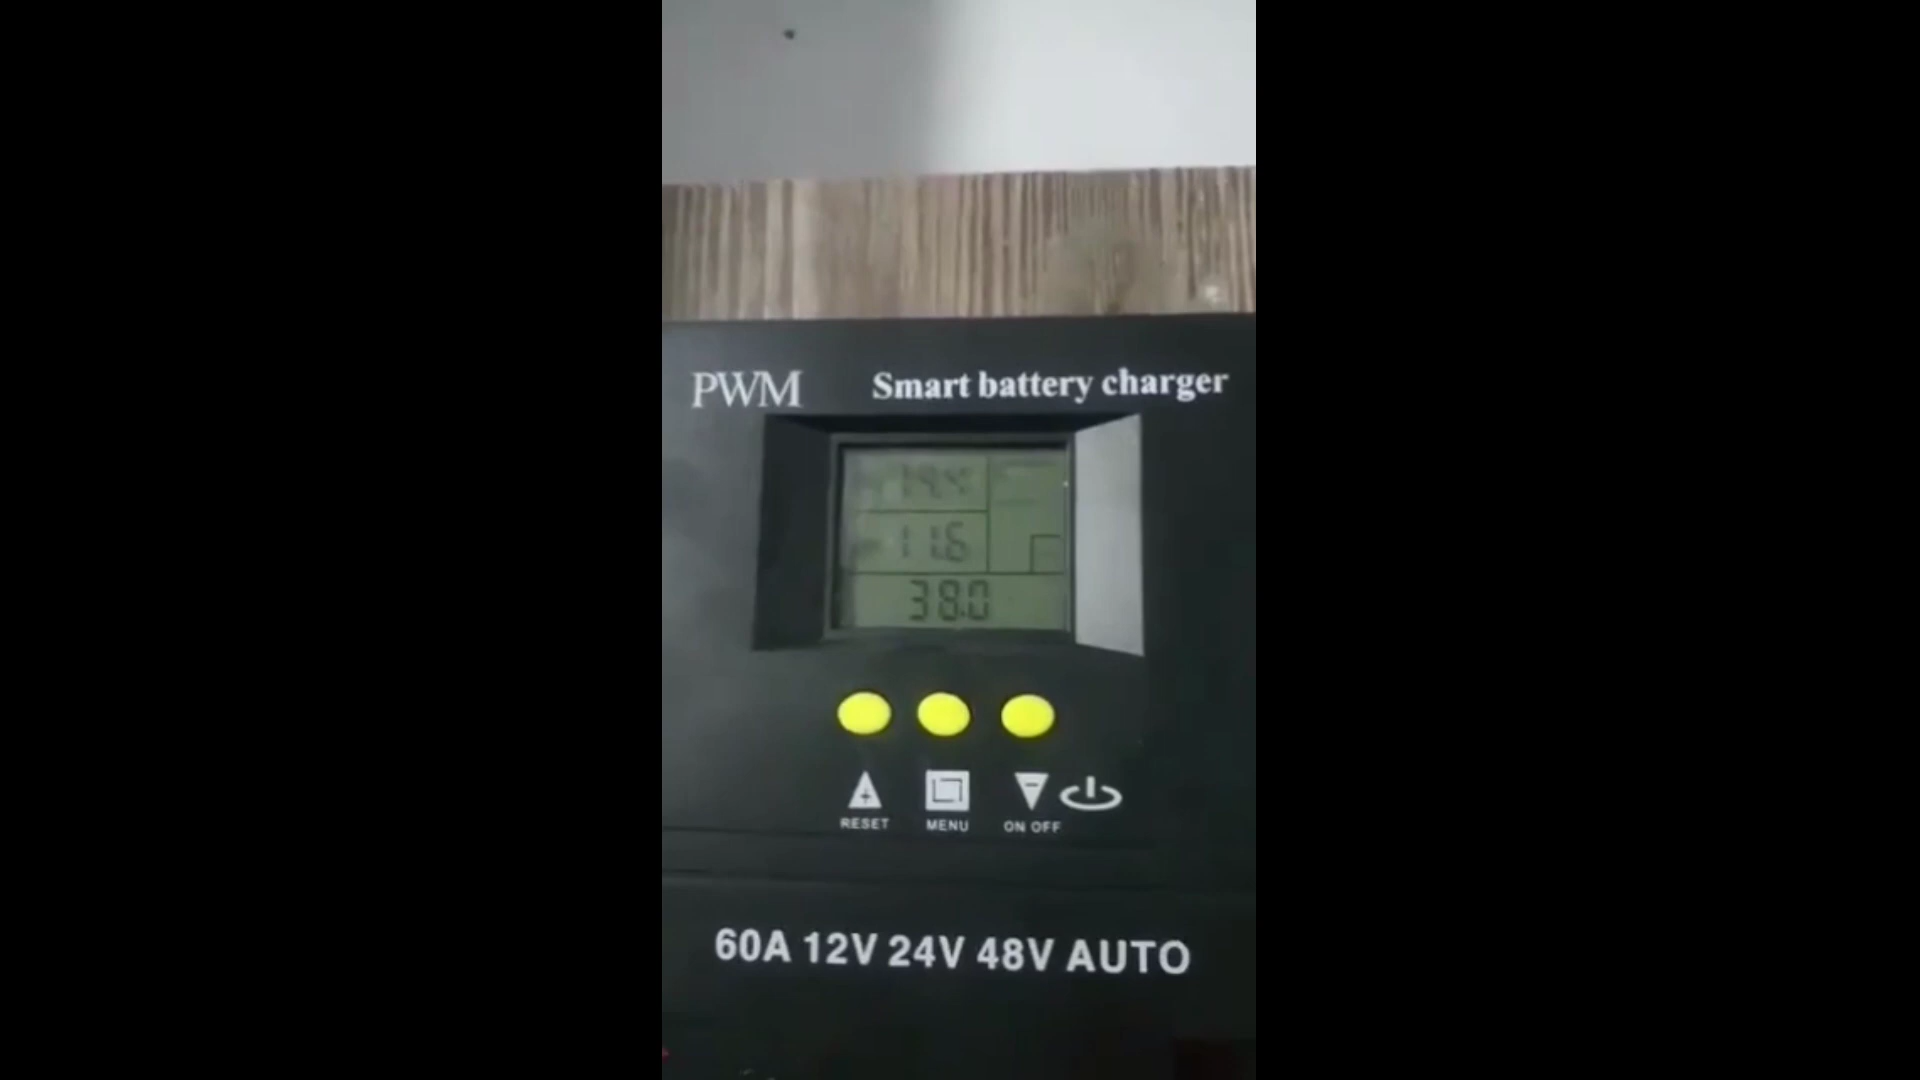 PWM Smart battery charger
11.6
38.0
RESET MENU ON OFF
60A 12V 24V 48V AUTO